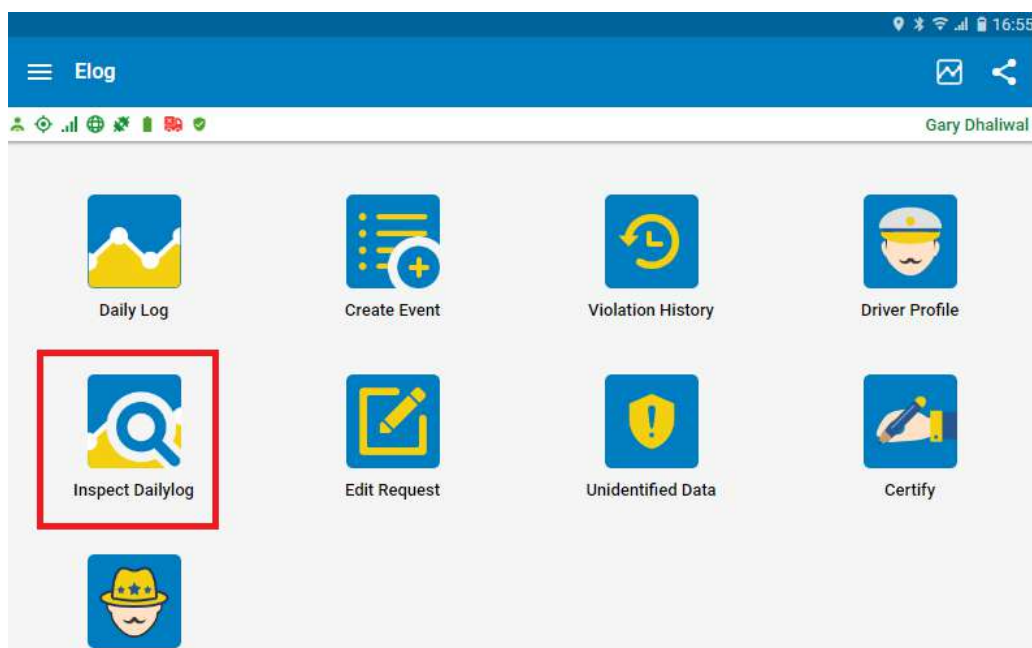 16:55
Elog
Gary Dhaliwal
Daily Log
Create Event
Violation History
Driver Profile
Inspect Dailylog
Edit Request
Unidentified Data
Certify